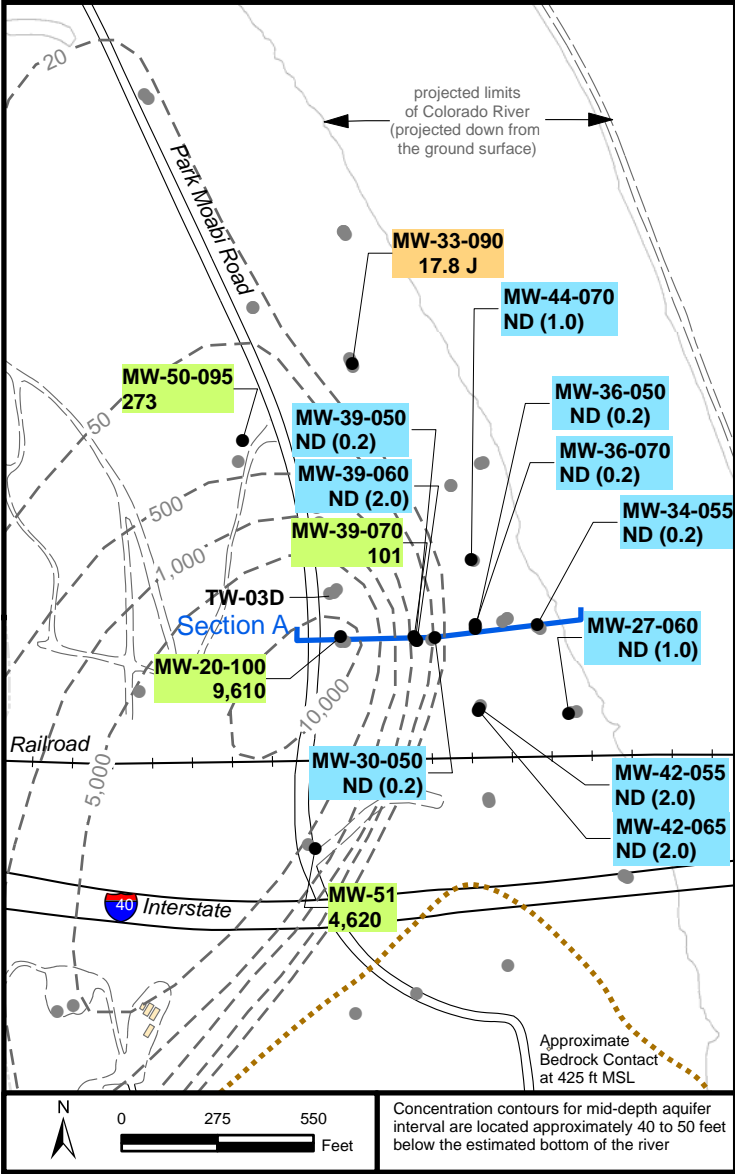 20
projected limits
of Colorado River
(projected down from
the ground surface)
Park Moabi Road
MW-33-090
17.8 J
MW-44-070
ND (1.0)
MW-50-095
273
MW-36-050
ND (0.2)
MW-39-050
ND (0.2)
50
MW-36-070
ND (0.2)
MW-39-060
ND (2.0)
500
MW-34-055
ND (0.2)
MW-39-070
101
1,000
TW-03D
Section A
MW-27-060
ND (1.0)
MW-20-100
9,610
10,000
Railroad
MW-30-050
ND (0.2)
5,000
MW-42-055
ND (2.0)
MW-42-065
ND (2.0)
MW-51
4,620
40
Interstate
Approximate
Bedrock Contact
at 425 ft MSL
N
0 275 550
Feet
Concentration contours for mid-depth aquifer
interval are located approximately 40 to 50 feet
below the estimated bottom of the river